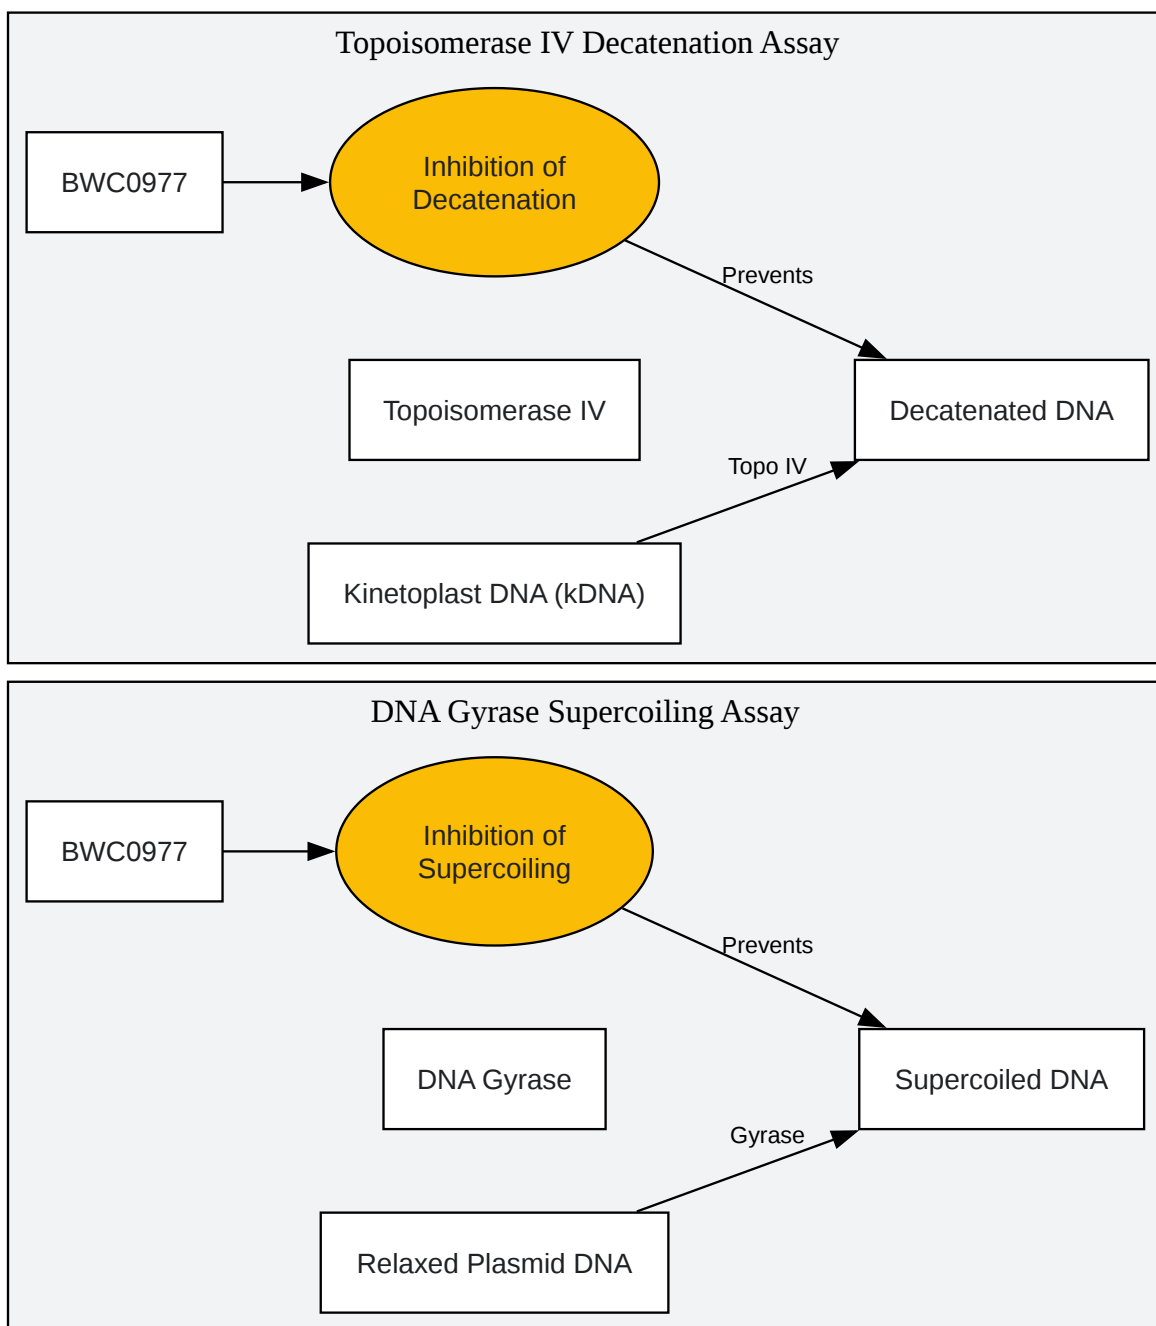 Topoisomerase IV Decatenation Assay
BWC0977
Inhibition of
Decatenation
Prevents
Topoisomerase IV
Decatenated DNA
Topo IV
Kinetoplast DNA (kDNA)
DNA Gyrase Supercoiling Assay
BWC0977
Inhibition of
Supercoiling
Prevents
DNA Gyrase
Supercoiled DNA
Gyrase
Relaxed Plasmid DNA